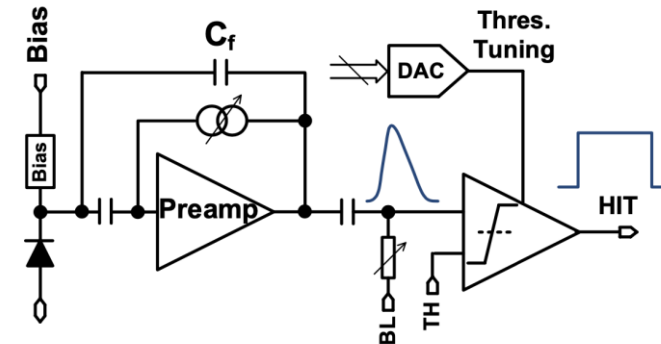 Bias
Cf
Thres.
Tuning
DAC
Bias
Preamp
HIT
BL
TH